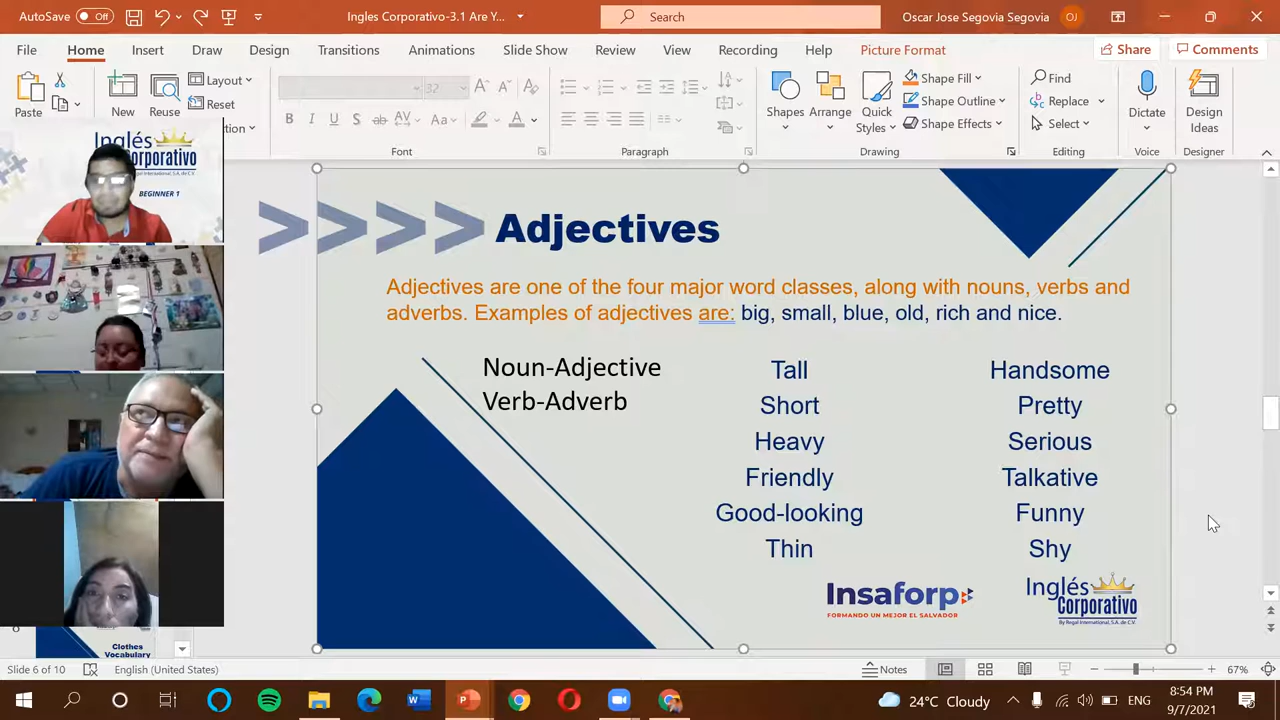 AutoSave Off
Ingles Corporativo-3.1 Are Y...
Search
Oscar Jose Segovia Segovia OJ
File Home Insert Draw Design Transitions Animations Slide Show Review View Recording Help Picture Format
Share Comments
Paste
New
Reuse
Layout
Reset
Font
Paragraph
Shapes
Arrange
Quick
Styles
Shape Fill
Shape Outline
Shape Effects
Drawing
Find
Replace
Select
Editing
Dictate
Voice
Design
Ideas
Designer
Inglés
Corporativo
BEGINNER 1
>>>> Adjectives
Adjectives are one of the four major word classes, along with nouns, verbs and
adverbs. Examples of adjectives are: big, small, blue, old, rich and nice.
Noun-Adjective
Verb-Adverb
Tall
Short
Heavy
Friendly
Good-looking
Thin
Handsome
Pretty
Serious
Talkative
Funny
Shy
Insaforp
FORMANDO UN MEJOR EL SALVADOR
Inglés
Corporativo
By Regal International, S.A. de C.V.
Clothes
Vocabulary
Slide 6 of 10
English (United States)
Notes
67%
24°C Cloudy
ENG
8:54 PM
9/7/2021